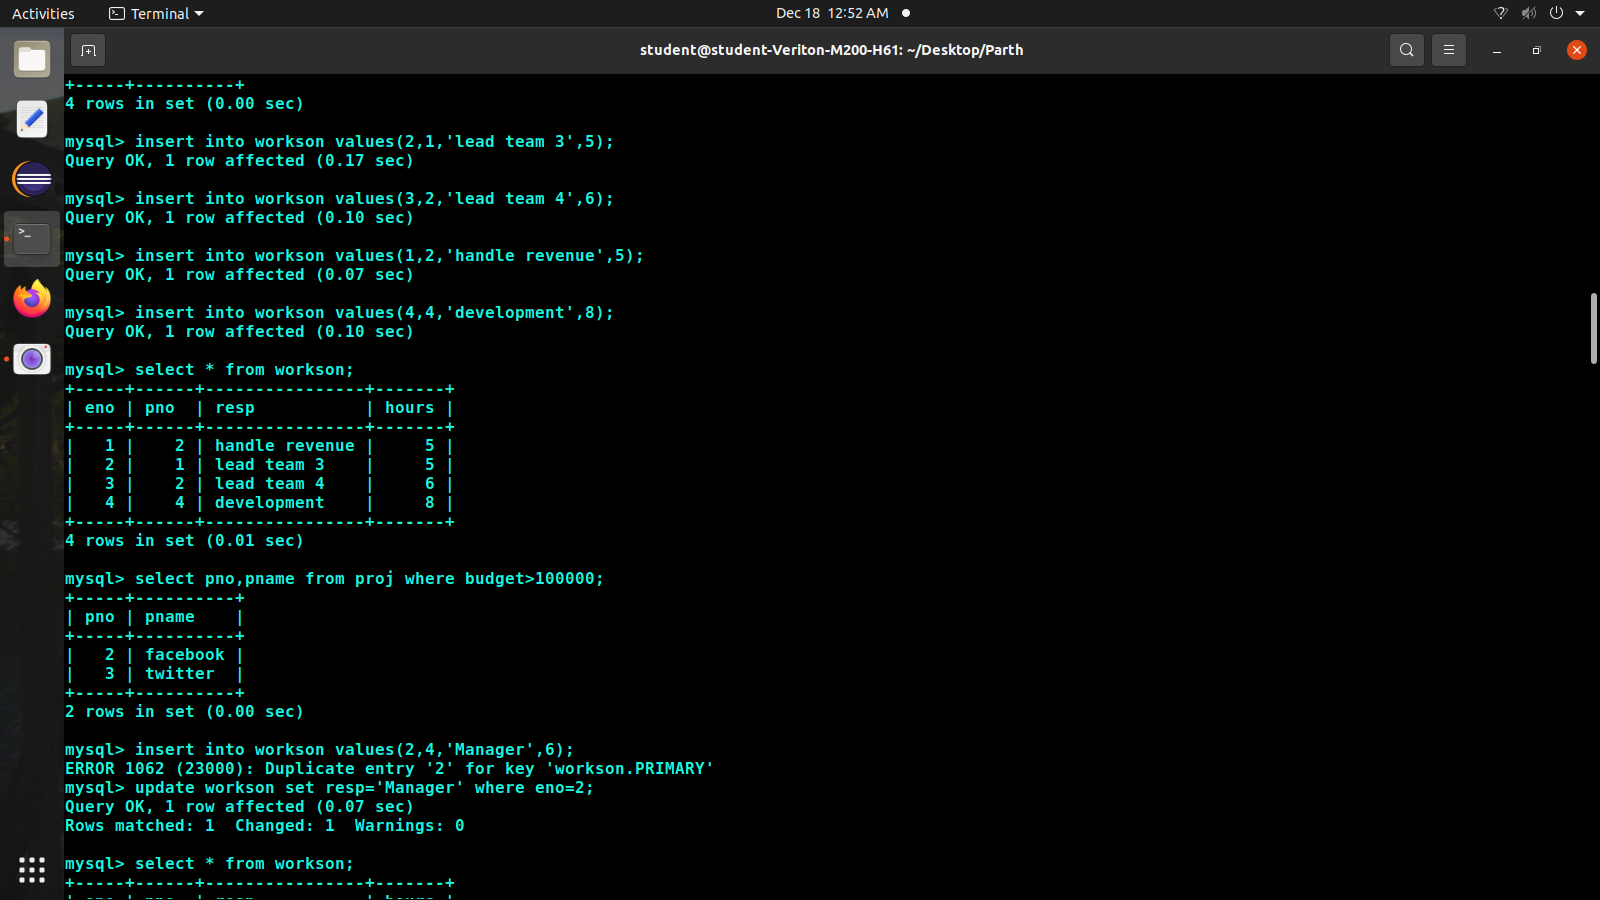 Activities Terminal Dec 18 12:52 AM
student@student-Veriton-M200-H61: ~/Desktop/Parth
+-----+----------+
4 rows in set (0.00 sec)
mysql> insert into workson values(2,1,'lead team 3',5);
Query OK, 1 row affected (0.17 sec)
mysql> insert into workson values(3,2,'lead team 4',6);
Query OK, 1 row affected (0.10 sec)
mysql> insert into workson values(1,2,'handle revenue',5);
Query OK, 1 row affected (0.07 sec)
mysql> insert into workson values(4,4,'development',8);
Query OK, 1 row affected (0.10 sec)
mysql> select * from workson;
+-----+------+----------------+-------+
| eno | pno  | resp           | hours |
+-----+------+----------------+-------+
|   1 |    2 | handle revenue |     5 |
|   2 |    1 | lead team 3    |     5 |
|   3 |    2 | lead team 4    |     6 |
|   4 |    4 | development    |     8 |
+-----+------+----------------+-------+
4 rows in set (0.01 sec)
mysql> select pno,pname from proj where budget>100000;
+-----+----------+
| pno | pname    |
+-----+----------+
|   2 | facebook |
|   3 | twitter  |
+-----+----------+
2 rows in set (0.00 sec)
mysql> insert into workson values(2,4,'Manager',6);
ERROR 1062 (23000): Duplicate entry '2' for key 'workson.PRIMARY'
mysql> update workson set resp='Manager' where eno=2;
Query OK, 1 row affected (0.07 sec)
Rows matched: 1  Changed: 1  Warnings: 0
mysql> select * from workson;
+-----+------+----------------+-------+